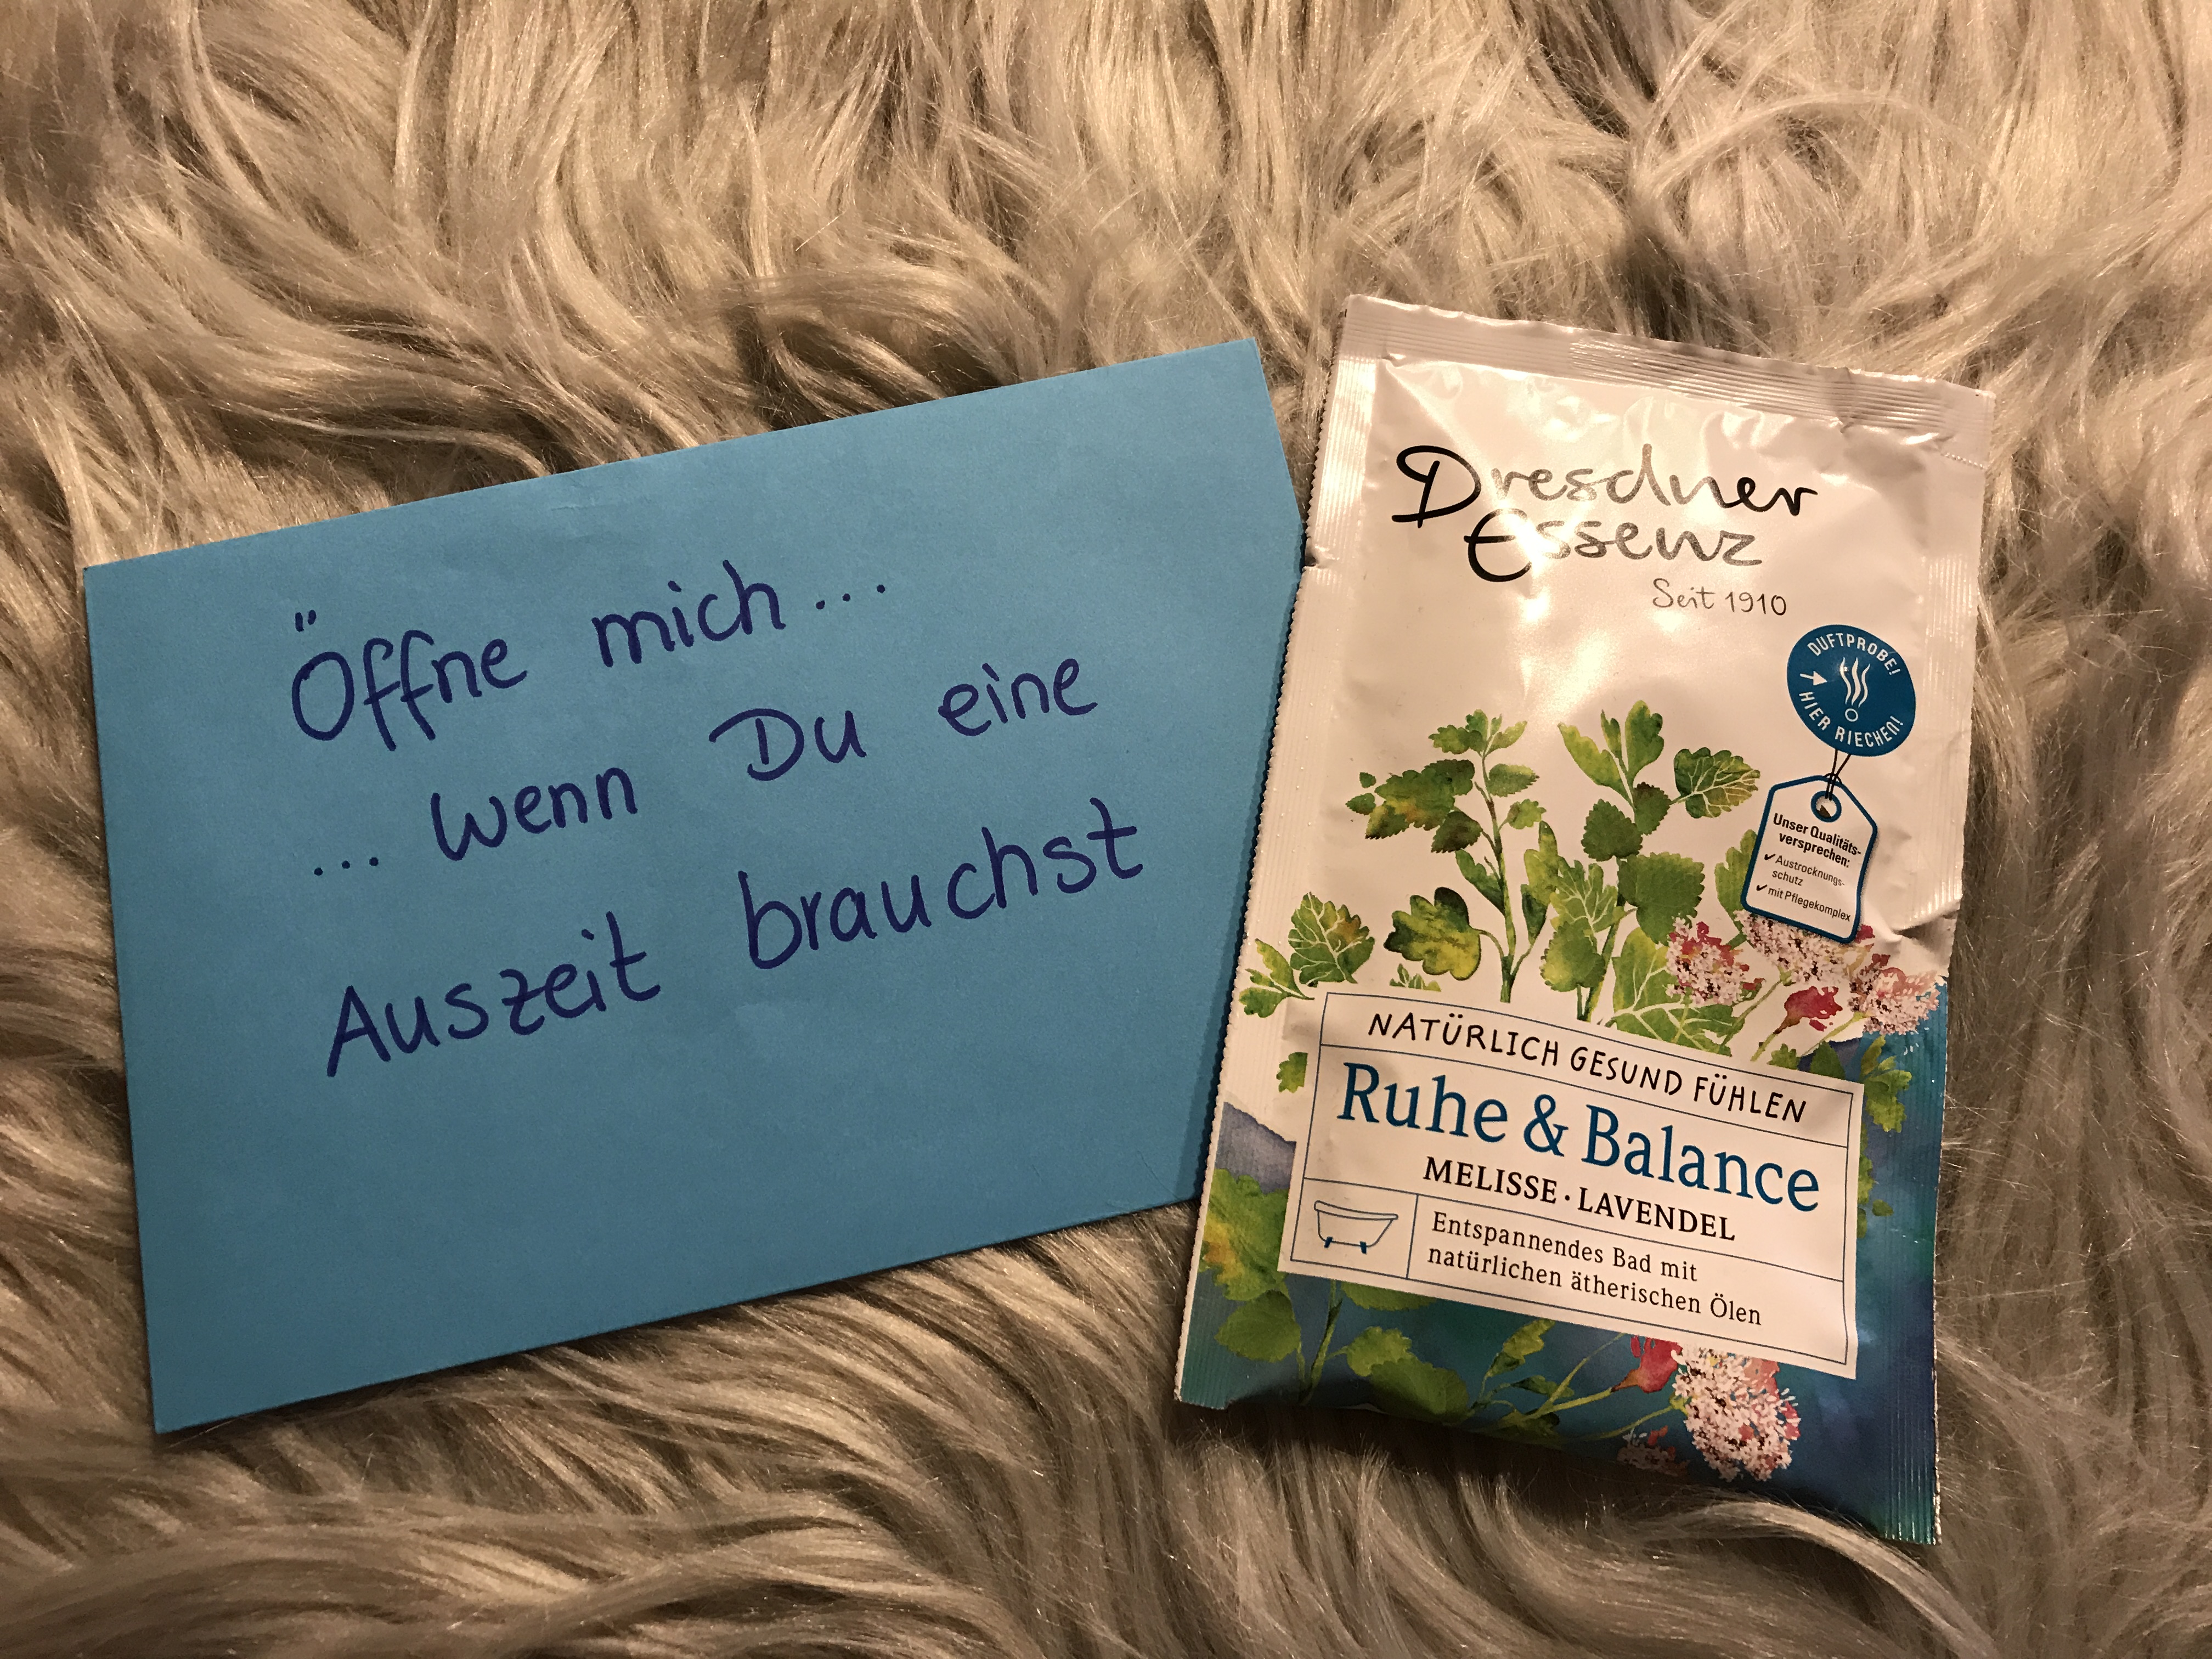 Öffne mich...
... wenn Du eine
Auszeit brauchst
Dresdner
Essenz
Seit 1910
DUFTPROBE!
HIER RIECHEN!
Unser Qualitäts-
versprechen:
✓ Austrocknungs-
schutz
✓ mit Pflegekomplex
NATÜRLICH GESUND FÜHLEN
Ruhe & Balance
MELISSE · LAVENDEL
Entspannendes Bad mit
natürlichen ätherischen Ölen